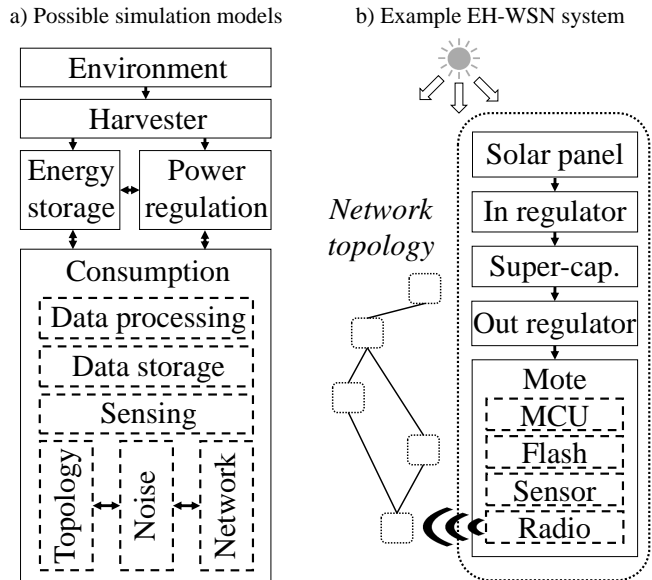 a) Possible simulation models
Environment
Harvester
Energy
storage
Power
regulation
Consumption
Data processing
Data storage
Sensing
Topology
Noise
Network
b) Example EH-WSN system
Solar panel
In regulator
Super-cap.
Out regulator
Mote
MCU
Flash
Sensor
Radio
Network
topology